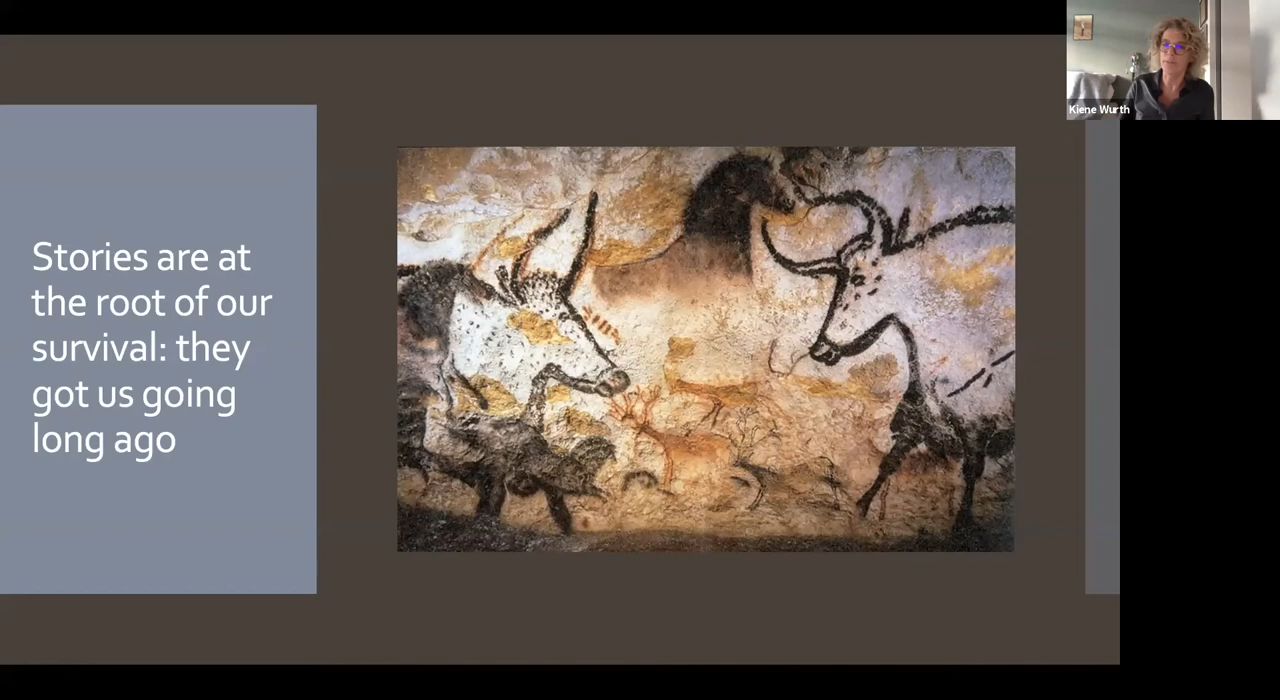 Stories are at
the root of our
survival: they
got us going
long ago
Kiene Wurth